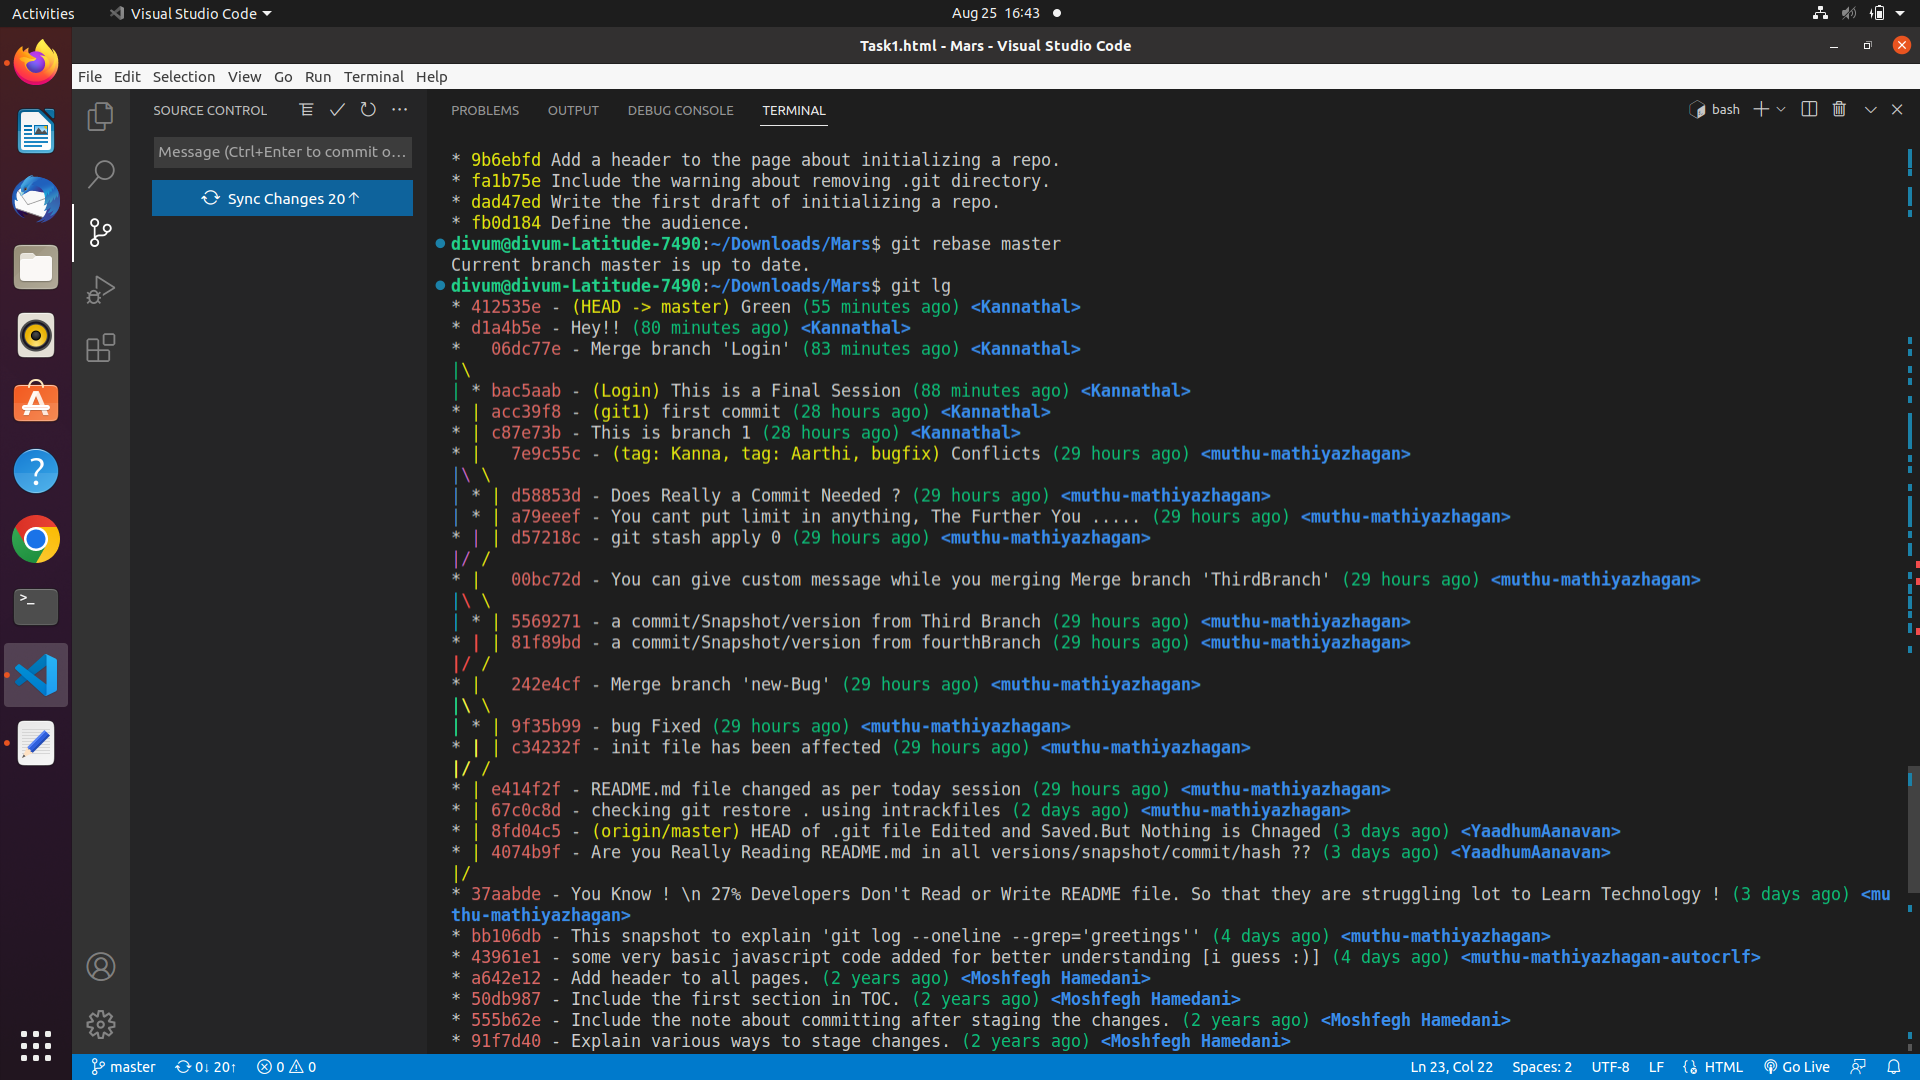 Activities Visual Studio Code Aug 25 16:43
Task1.html - Mars - Visual Studio Code
File Edit Selection View Go Run Terminal Help
SOURCE CONTROL
Message (Ctrl+Enter to commit o...
Sync Changes 20↑
PROBLEMS OUTPUT DEBUG CONSOLE TERMINAL bash
* 9b6ebfd Add a header to the page about initializing a repo.
* fa1b75e Include the warning about removing .git directory.
* dad47ed Write the first draft of initializing a repo.
* fb0d184 Define the audience.
divum@divum-Latitude-7490:~/Downloads/Mars$ git rebase master
Current branch master is up to date.
divum@divum-Latitude-7490:~/Downloads/Mars$ git lg
* 412535e - (HEAD -> master) Green (55 minutes ago) <Kannathal>
* d1a4b5e - Hey!! (80 minutes ago) <Kannathal>
*   06dc77e - Merge branch 'Login' (83 minutes ago) <Kannathal>
|\
| * bac5aab - (Login) This is a Final Session (88 minutes ago) <Kannathal>
* | acc39f8 - (git1) first commit (28 hours ago) <Kannathal>
* | c87e73b - This is branch 1 (28 hours ago) <Kannathal>
* |   7e9c55c - (tag: Kanna, tag: Aarthi, bugfix) Conflicts (29 hours ago) <muthu-mathiyazhagan>
|\ \
| * | d58853d - Does Really a Commit Needed ? (29 hours ago) <muthu-mathiyazhagan>
| * | a79eeef - You cant put limit in anything, The Further You ..... (29 hours ago) <muthu-mathiyazhagan>
* | | d57218c - git stash apply 0 (29 hours ago) <muthu-mathiyazhagan>
|/ /
* |   00bc72d - You can give custom message while you merging Merge branch 'ThirdBranch' (29 hours ago) <muthu-mathiyazhagan>
|\ \
| * | 5569271 - a commit/Snapshot/version from Third Branch (29 hours ago) <muthu-mathiyazhagan>
* | | 81f89bd - a commit/Snapshot/version from fourthBranch (29 hours ago) <muthu-mathiyazhagan>
|/ /
* |   242e4cf - Merge branch 'new-Bug' (29 hours ago) <muthu-mathiyazhagan>
|\ \
| * | 9f35b99 - bug Fixed (29 hours ago) <muthu-mathiyazhagan>
* | | c34232f - init file has been affected (29 hours ago) <muthu-mathiyazhagan>
|/ /
* | e414f2f - README.md file changed as per today session (29 hours ago) <muthu-mathiyazhagan>
* | 67c0c8d - checking git restore . using intrackfiles (2 days ago) <muthu-mathiyazhagan>
* | 8fd04c5 - (origin/master) HEAD of .git file Edited and Saved.But Nothing is Chnaged (3 days ago) <YaadhumAanavan>
* | 4074b9f - Are you Really Reading README.md in all versions/snapshot/commit/hash ?? (3 days ago) <YaadhumAanavan>
|/
* 37aabde - You Know ! \n 27% Developers Don't Read or Write README file. So that they are struggling lot to Learn Technology ! (3 days ago) <mu
thu-mathiyazhagan>
* bb106db - This snapshot to explain 'git log --oneline --grep='greetings'' (4 days ago) <muthu-mathiyazhagan>
* 43961e1 - some very basic javascript code added for better understanding [i guess :)] (4 days ago) <muthu-mathiyazhagan-autocrlf>
* a642e12 - Add header to all pages. (2 years ago) <Moshfegh Hamedani>
* 50db987 - Include the first section in TOC. (2 years ago) <Moshfegh Hamedani>
* 555b62e - Include the note about committing after staging the changes. (2 years ago) <Moshfegh Hamedani>
* 91f7d40 - Explain various ways to stage changes. (2 years ago) <Moshfegh Hamedani>
master 0↓ 20↑ 0 0 Ln 23, Col 22 Spaces: 2 UTF-8 LF HTML Go Live